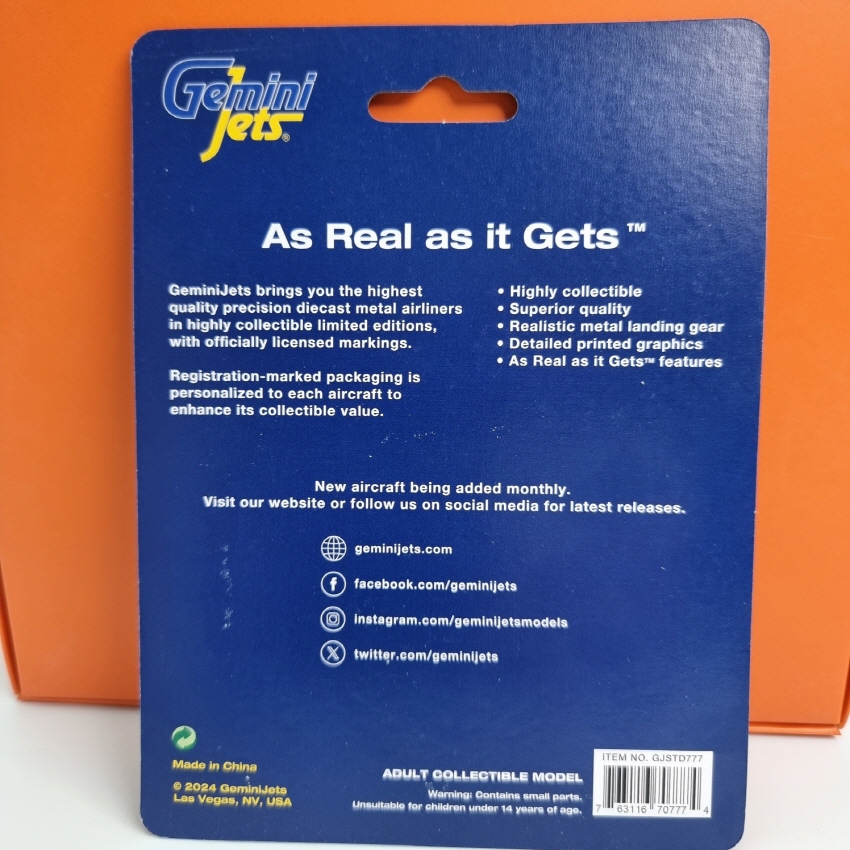 Gemini
Jets®
As Real as it Gets™
GeminiJets brings you the highest
quality precision diecast metal airliners
in highly collectible limited editions,
with officially licensed markings.
Registration-marked packaging is
personalized to each aircraft to
enhance its collectible value.
• Highly collectible
• Superior quality
• Realistic metal landing gear
• Detailed printed graphics
• As Real as it Gets™ features
New aircraft being added monthly.
Visit our website or follow us on social media for latest releases.
geminijets.com
facebook.com/geminijets
instagram.com/geminijetsmodels
twitter.com/geminijets
Made in China
© 2024 GeminiJets
Las Vegas, NV, USA
ADULT COLLECTIBLE MODEL
Warning: Contains small parts.
Unsuitable for children under 14 years of age.
ITEM NO. GJSTD777
7 63116 70777 4